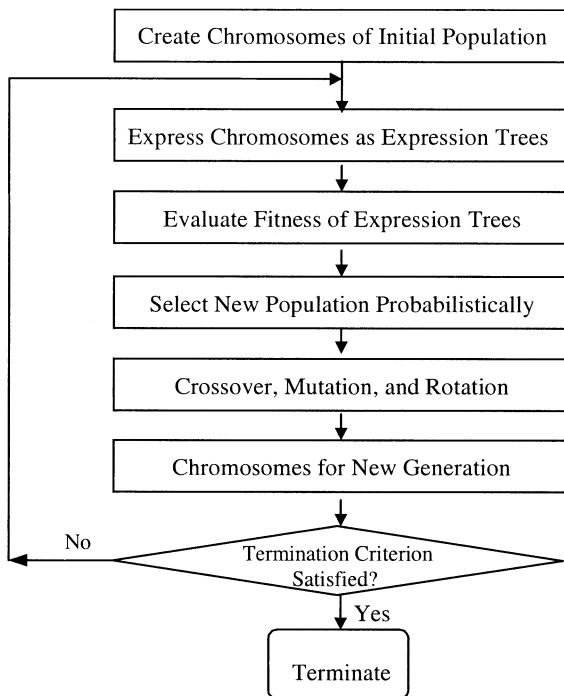 Create Chromosomes of Initial Population
Express Chromosomes as Expression Trees
Evaluate Fitness of Expression Trees
Select New Population Probabilistically
Crossover, Mutation, and Rotation
Chromosomes for New Generation
No
Termination Criterion
Satisfied?
Yes
Terminate